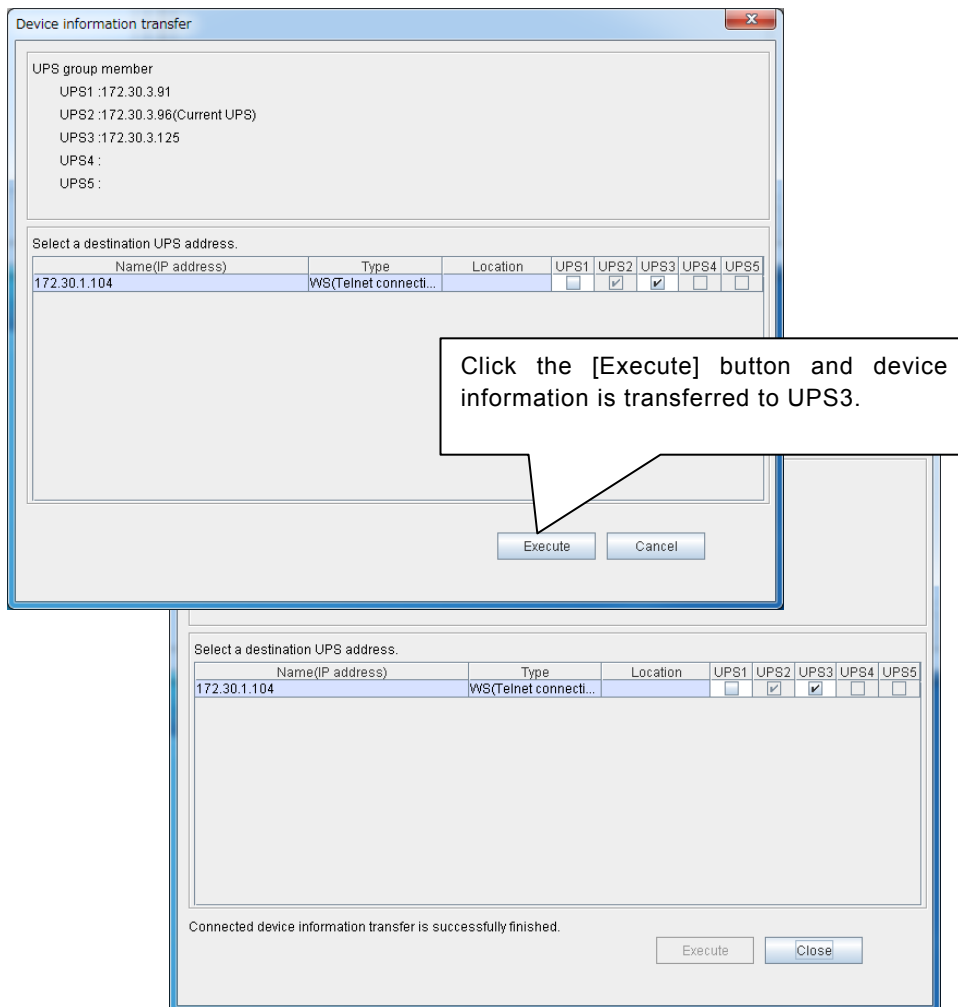 Device information transfer
UPS group member
UPS1 :172.30.3.91
UPS2 :172.30.3.96(Current UPS)
UPS3 :172.30.3.125
UPS4 :
UPS5 :
Select a destination UPS address.
Name(IP address) Type Location UPS1 UPS2 UPS3 UPS4 UPS5
172.30.1.104 WS(Telnet connecti...
Click the [Execute] button and device
information is transferred to UPS3.
Execute Cancel
Select a destination UPS address.
Name(IP address) Type Location UPS1 UPS2 UPS3 UPS4 UPS5
172.30.1.104 WS(Telnet connecti...
Connected device information transfer is successfully finished.
Execute Close